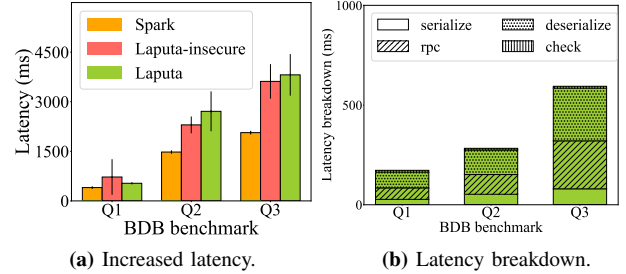 Spark
Laputa-insecure
Laputa
Latency (ms)
4500
3000
1500
0
Q1 Q2 Q3
BDB benchmark
(a) Increased latency.
serialize deserialize
rpc check
Latency breakdown (ms)
1000
500
0
Q1 Q2 Q3
BDB benchmark
(b) Latency breakdown.